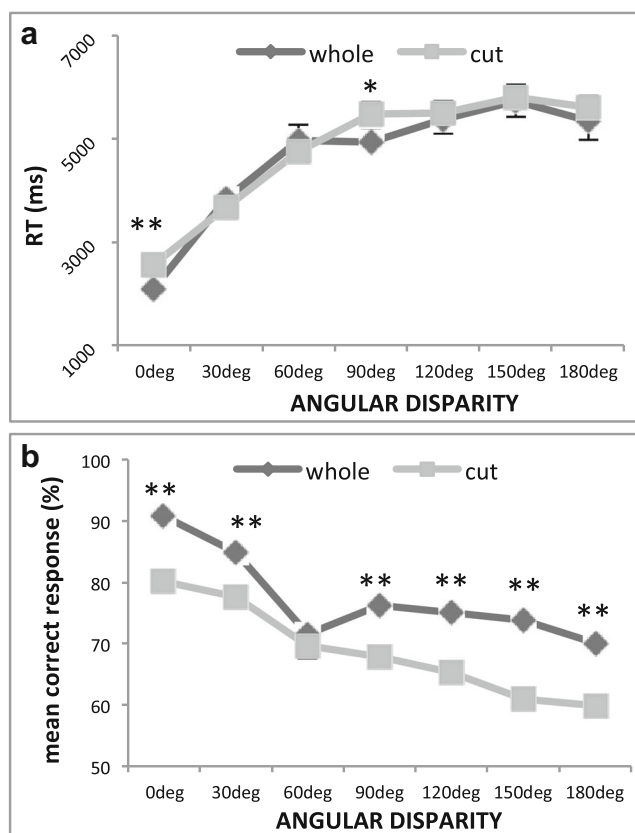 a
whole cut
7000
5000
3000
1000
RT (ms)
**
*
0deg 30deg 60deg 90deg 120deg 150deg 180deg
ANGULAR DISPARITY
b
whole cut
100
90
80
70
60
50
mean correct response (%)
** ** ** ** ** **
0deg 30deg 60deg 90deg 120deg 150deg 180deg
ANGULAR DISPARITY